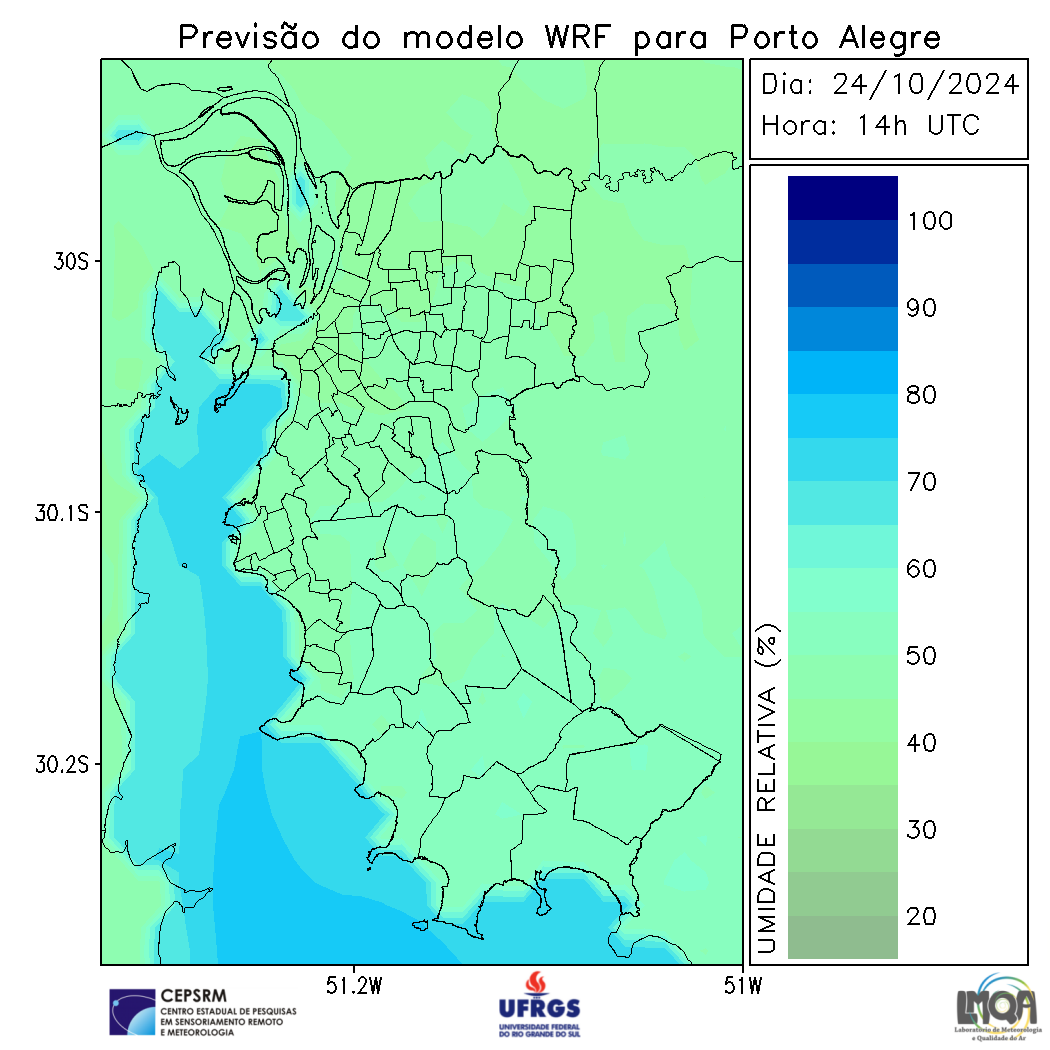 Previsão do modelo WRF para Porto Alegre
Dia: 24/10/2024
Hora: 14h UTC
30S
30.1S
30.2S
51.2W
51W
100
90
80
70
60
50
40
30
20
UMIDADE RELATIVA (%)
CEPSRM
CENTRO ESTADUAL DE PESQUISAS
EM SENSORIAMENTO REMOTO
E METEOROLOGIA
UFRGS
UNIVERSIDADE FEDERAL
DO RIO GRANDE DO SUL
LMQA
Laboratório de Meteorologia
e Qualidade do Ar